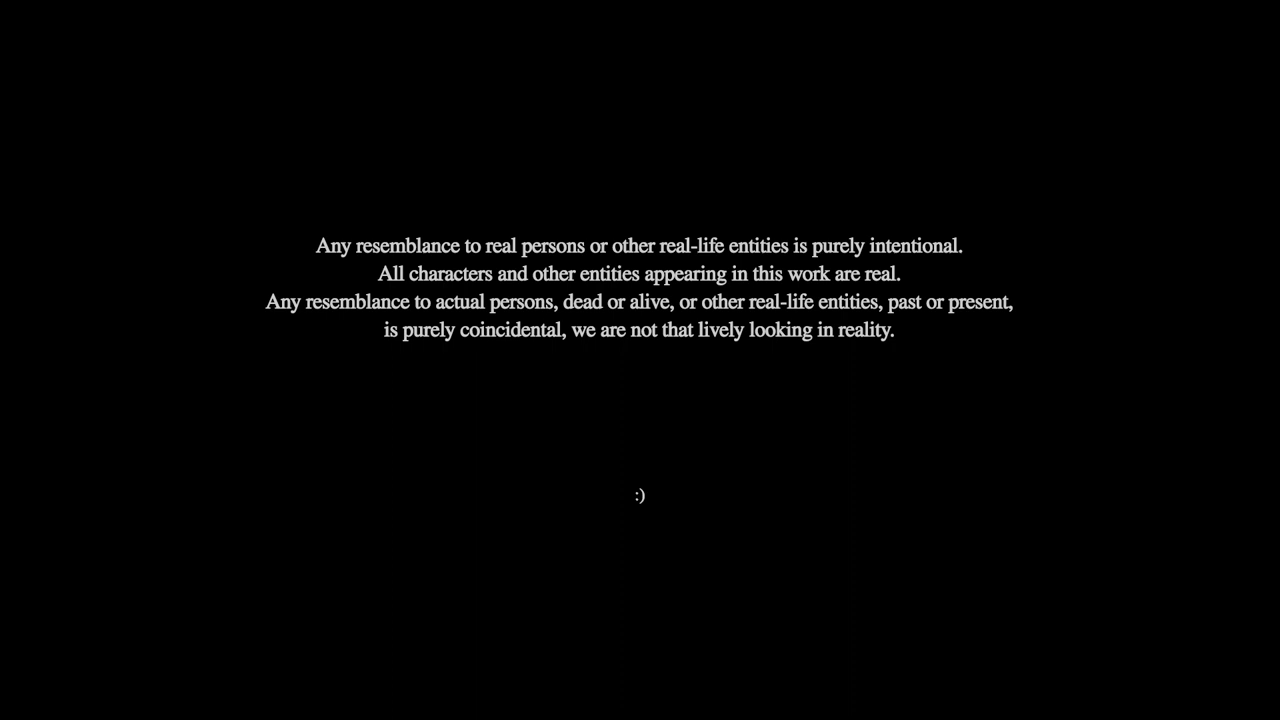 Any resemblance to real persons or other real-life entities is purely intentional.
All characters and other entities appearing in this work are real.
Any resemblance to actual persons, dead or alive, or other real-life entities, past or present,
is purely coincidental, we are not that lively looking in reality.
:)